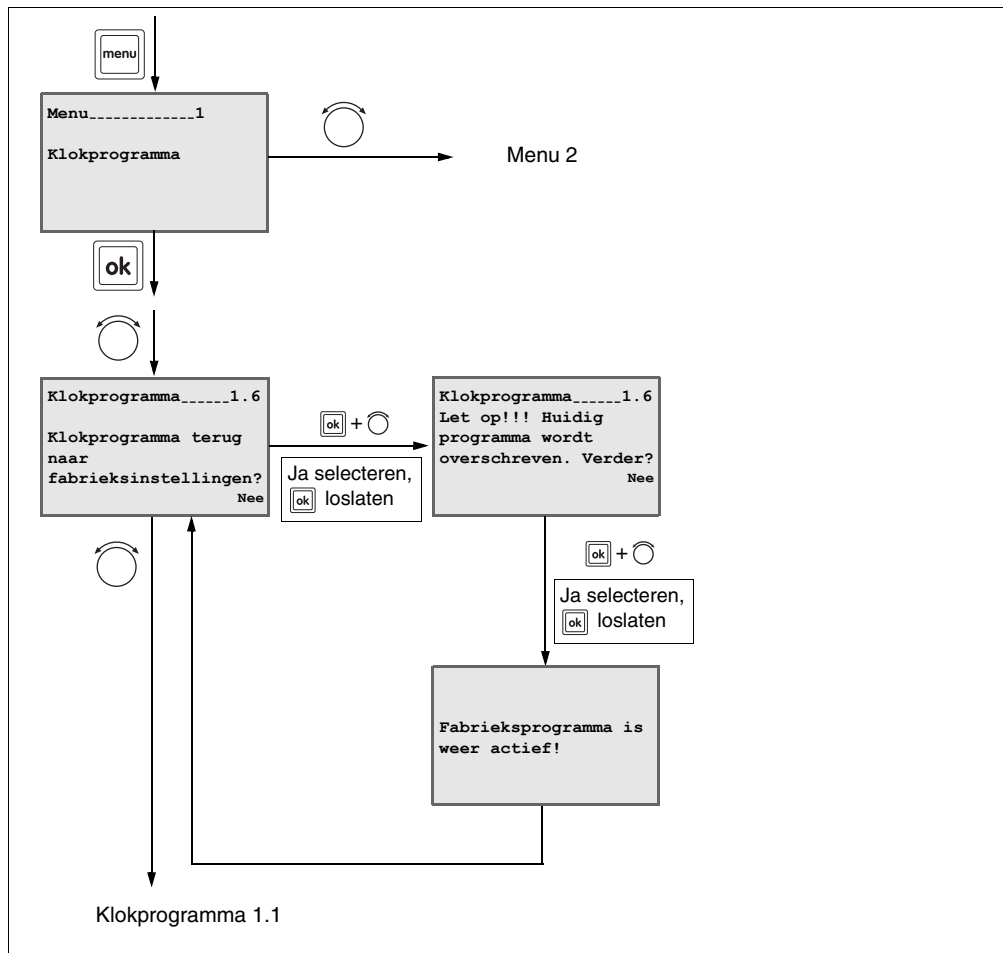 menu
Menu_____________1
Klokprogramma
Menu 2
ok
Klokprogramma______1.6
Klokprogramma terug
naar
fabrieksinstellingen?
Nee
ok +
Ja selecteren,
ok loslaten
Klokprogramma______1.6
Let op!!! Huidig
programma wordt
overschreven. Verder?
Nee
ok +
Ja selecteren,
ok loslaten
Fabrieksprogramma is
weer actief!
Klokprogramma 1.1